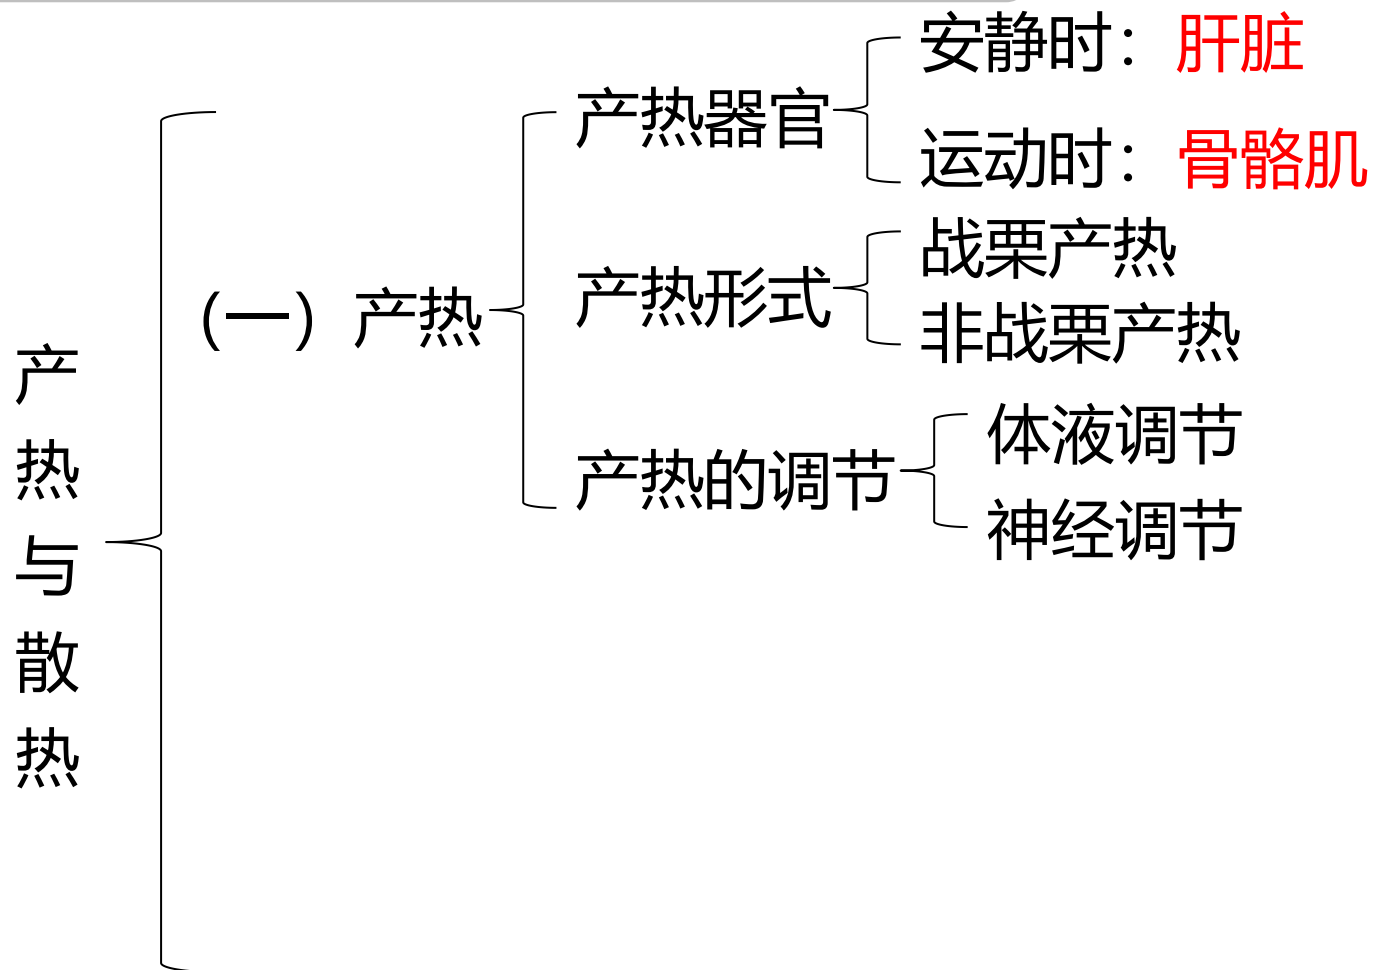 产热与散热
(一) 产热
产热器官
安静时：肝脏
运动时：骨骼肌
产热形式
战栗产热
非战栗产热
产热的调节
体液调节
神经调节